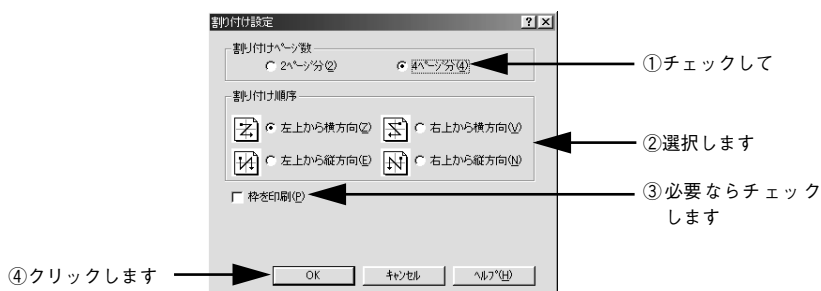 割り付け設定
割り付けページ数
2ページ分(2)
4ページ分(4)
①チェックして
割り付け順序
左上から横方向(Z)
右上から横方向(V)
②選択します
左上から縦方向(E)
右上から縦方向(N)
枠を印刷(P)
③必要ならチェック
します
④クリックします
OK
キャンセル
ヘルプ(H)